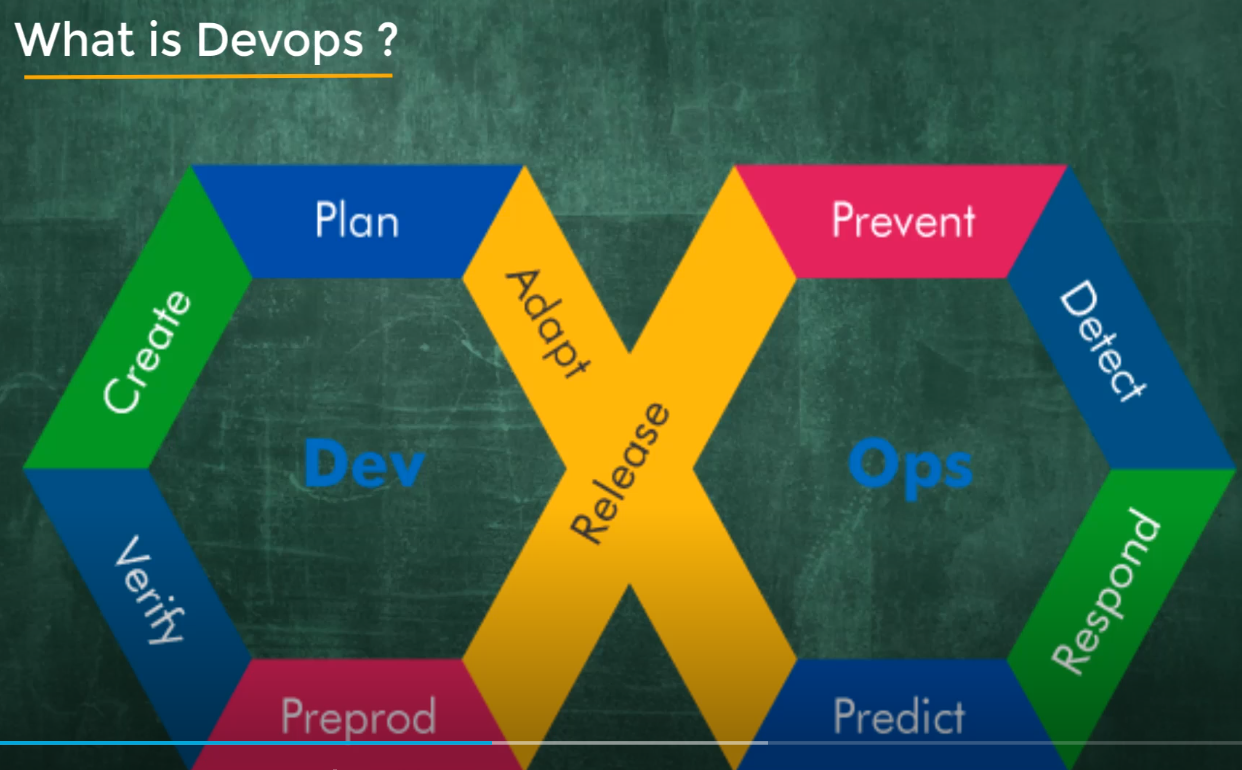 What is Devops ?
Plan
Prevent
Adapt
Create
Detect
Release
Dev
Ops
Verify
Respond
Preprod
Predict